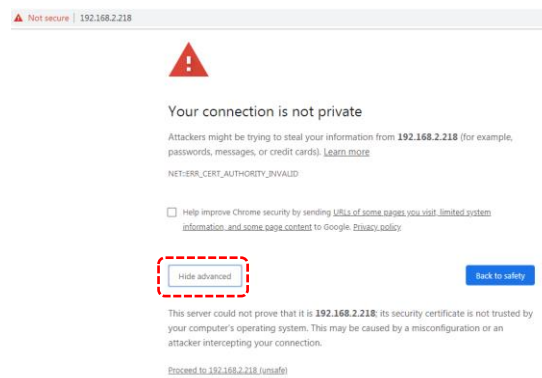 Not secure | 192.168.2.218
Your connection is not private
Attackers might be trying to steal your information from 192.168.2.218 (for example,
passwords, messages, or credit cards). Learn more
NET::ERR_CERT_AUTHORITY_INVALID
Help improve Chrome security by sending URLs of some pages you visit, limited system
information, and some page content to Google. Privacy policy
Hide advanced
Back to safety
This server could not prove that it is 192.168.2.218; its security certificate is not trusted by
your computer's operating system. This may be caused by a misconfiguration or an
attacker intercepting your connection.
Proceed to 192.168.2.218 (unsafe)